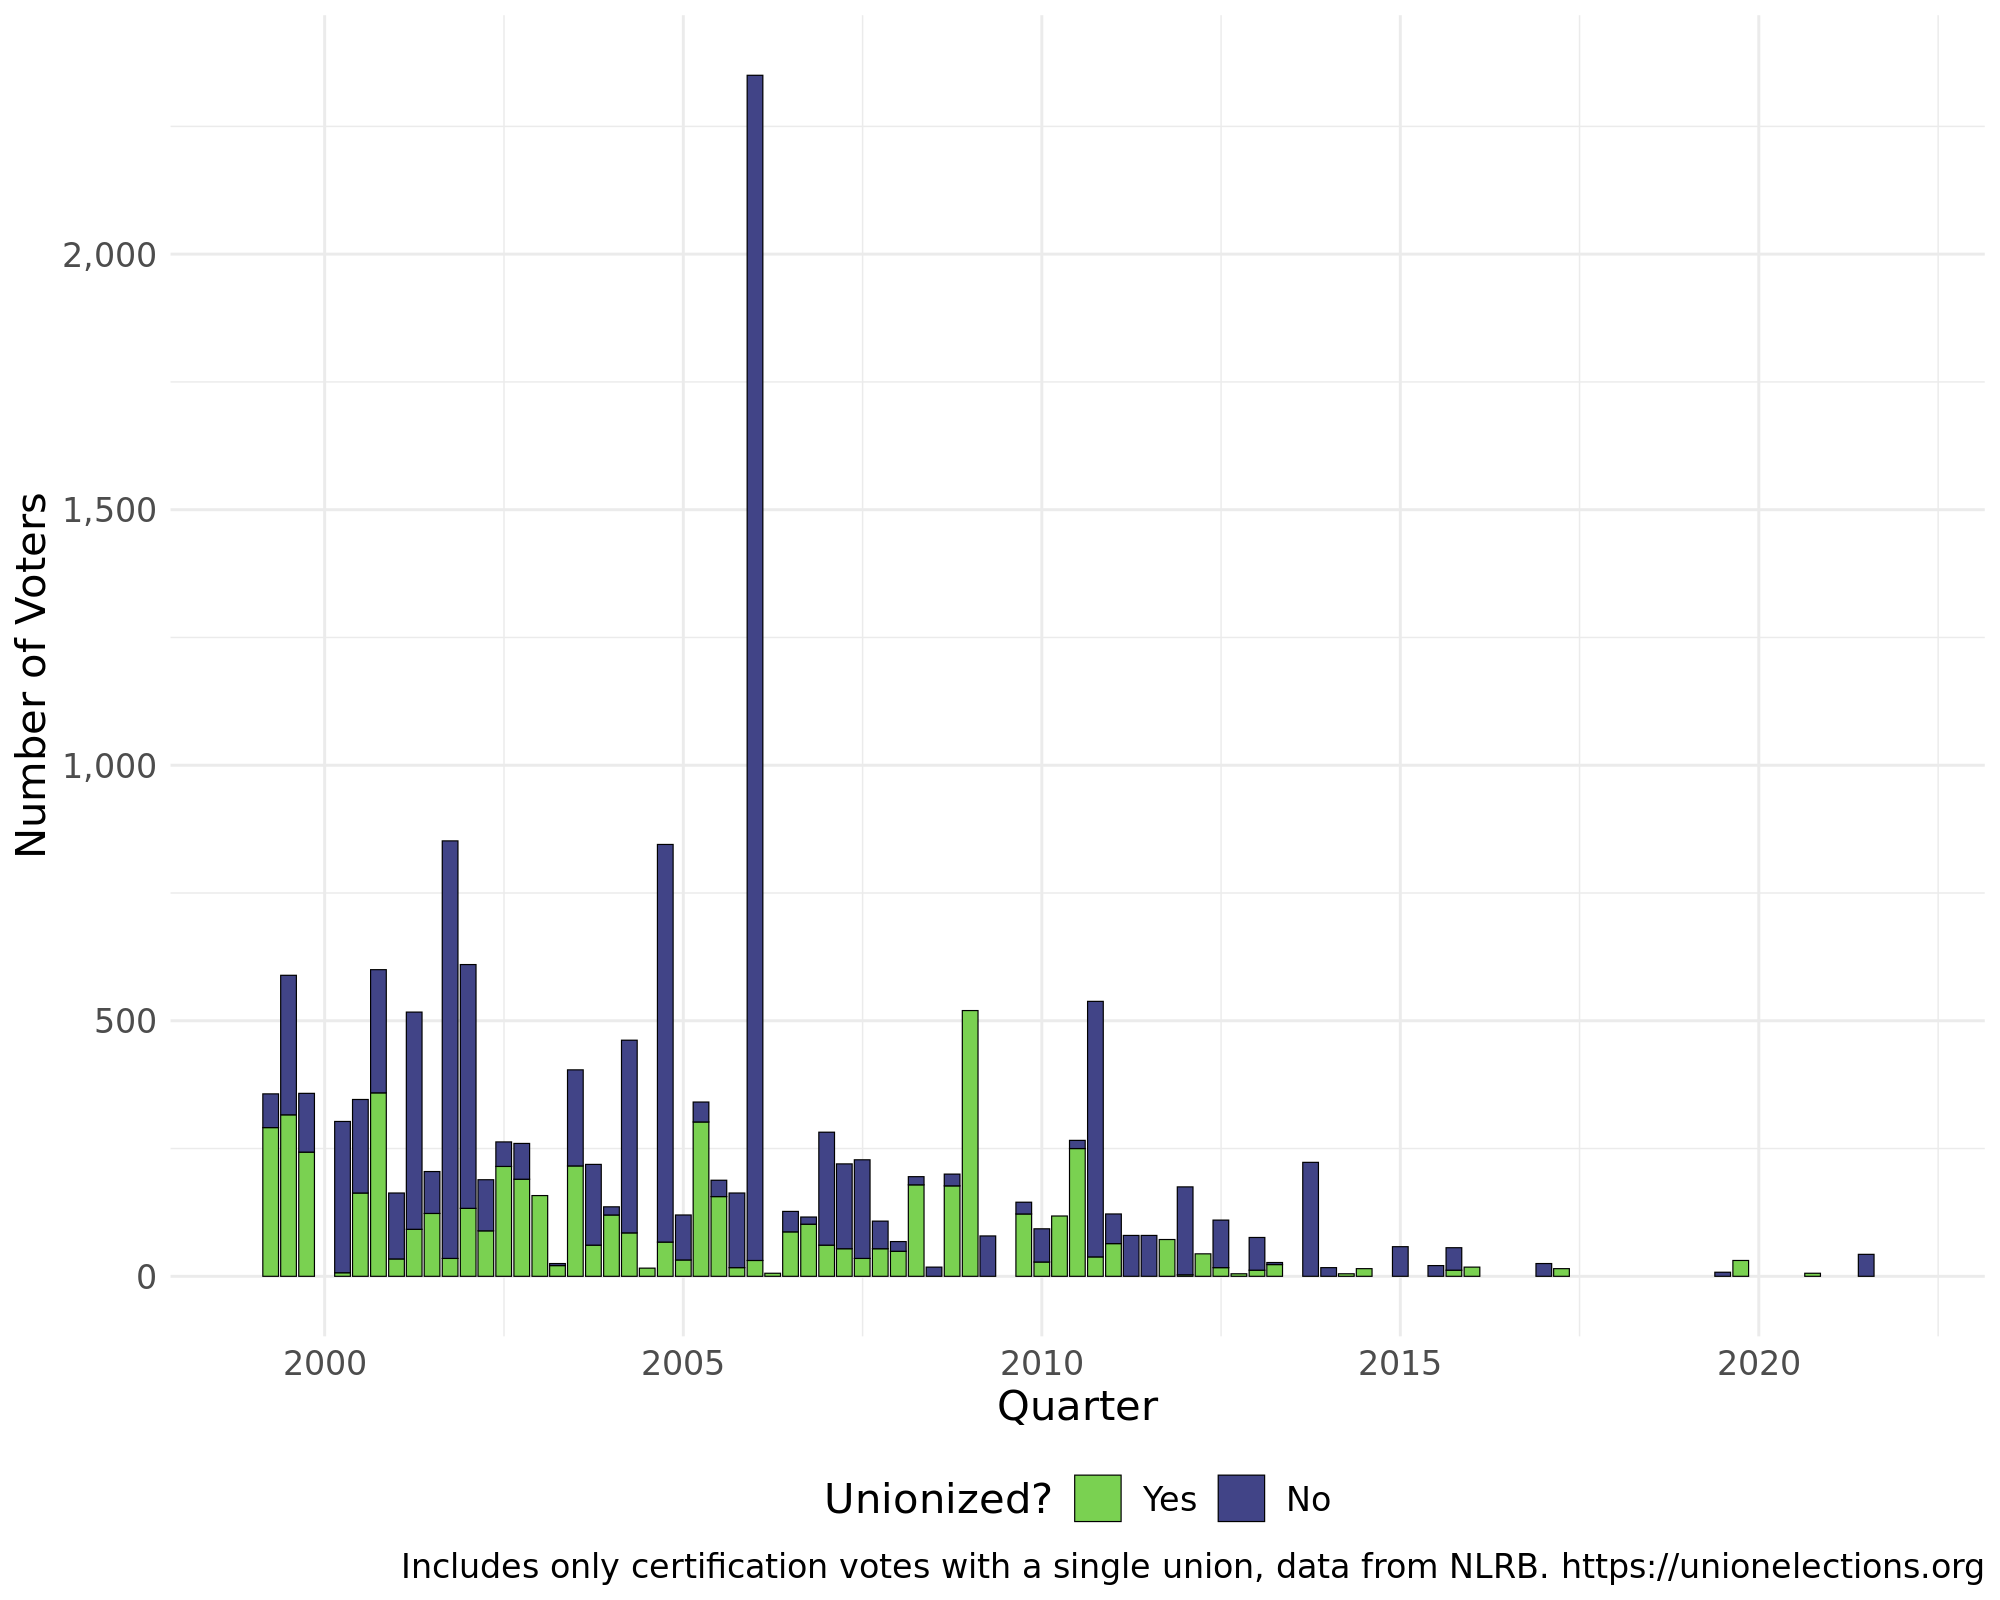 2,000
1,500
1,000
500
0
Number of Voters
2000 2005 2010 2015 2020
Quarter
Unionized? Yes No
Includes only certification votes with a single union, data from NLRB. https://unionelections.org